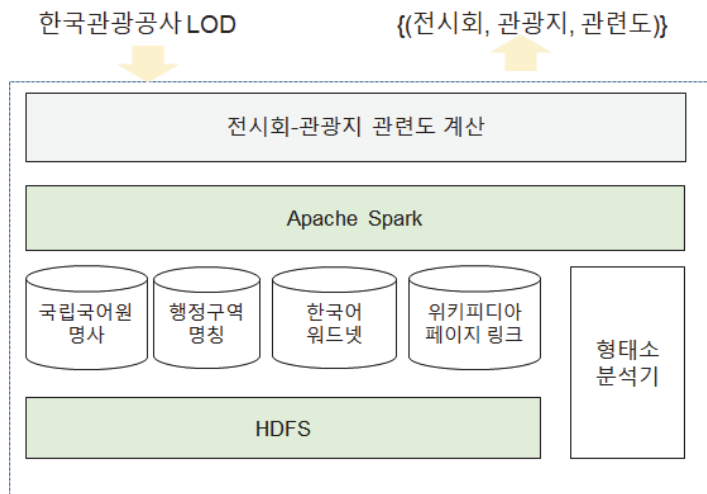 한국관광공사 LOD
{(전시회, 관광지, 관련도)}
전시회-관광지 관련도 계산
Apache Spark
국립국어원
명사
행정구역
명칭
한국어
워드넷
위키피디아
페이지 링크
형태소
분석기
HDFS